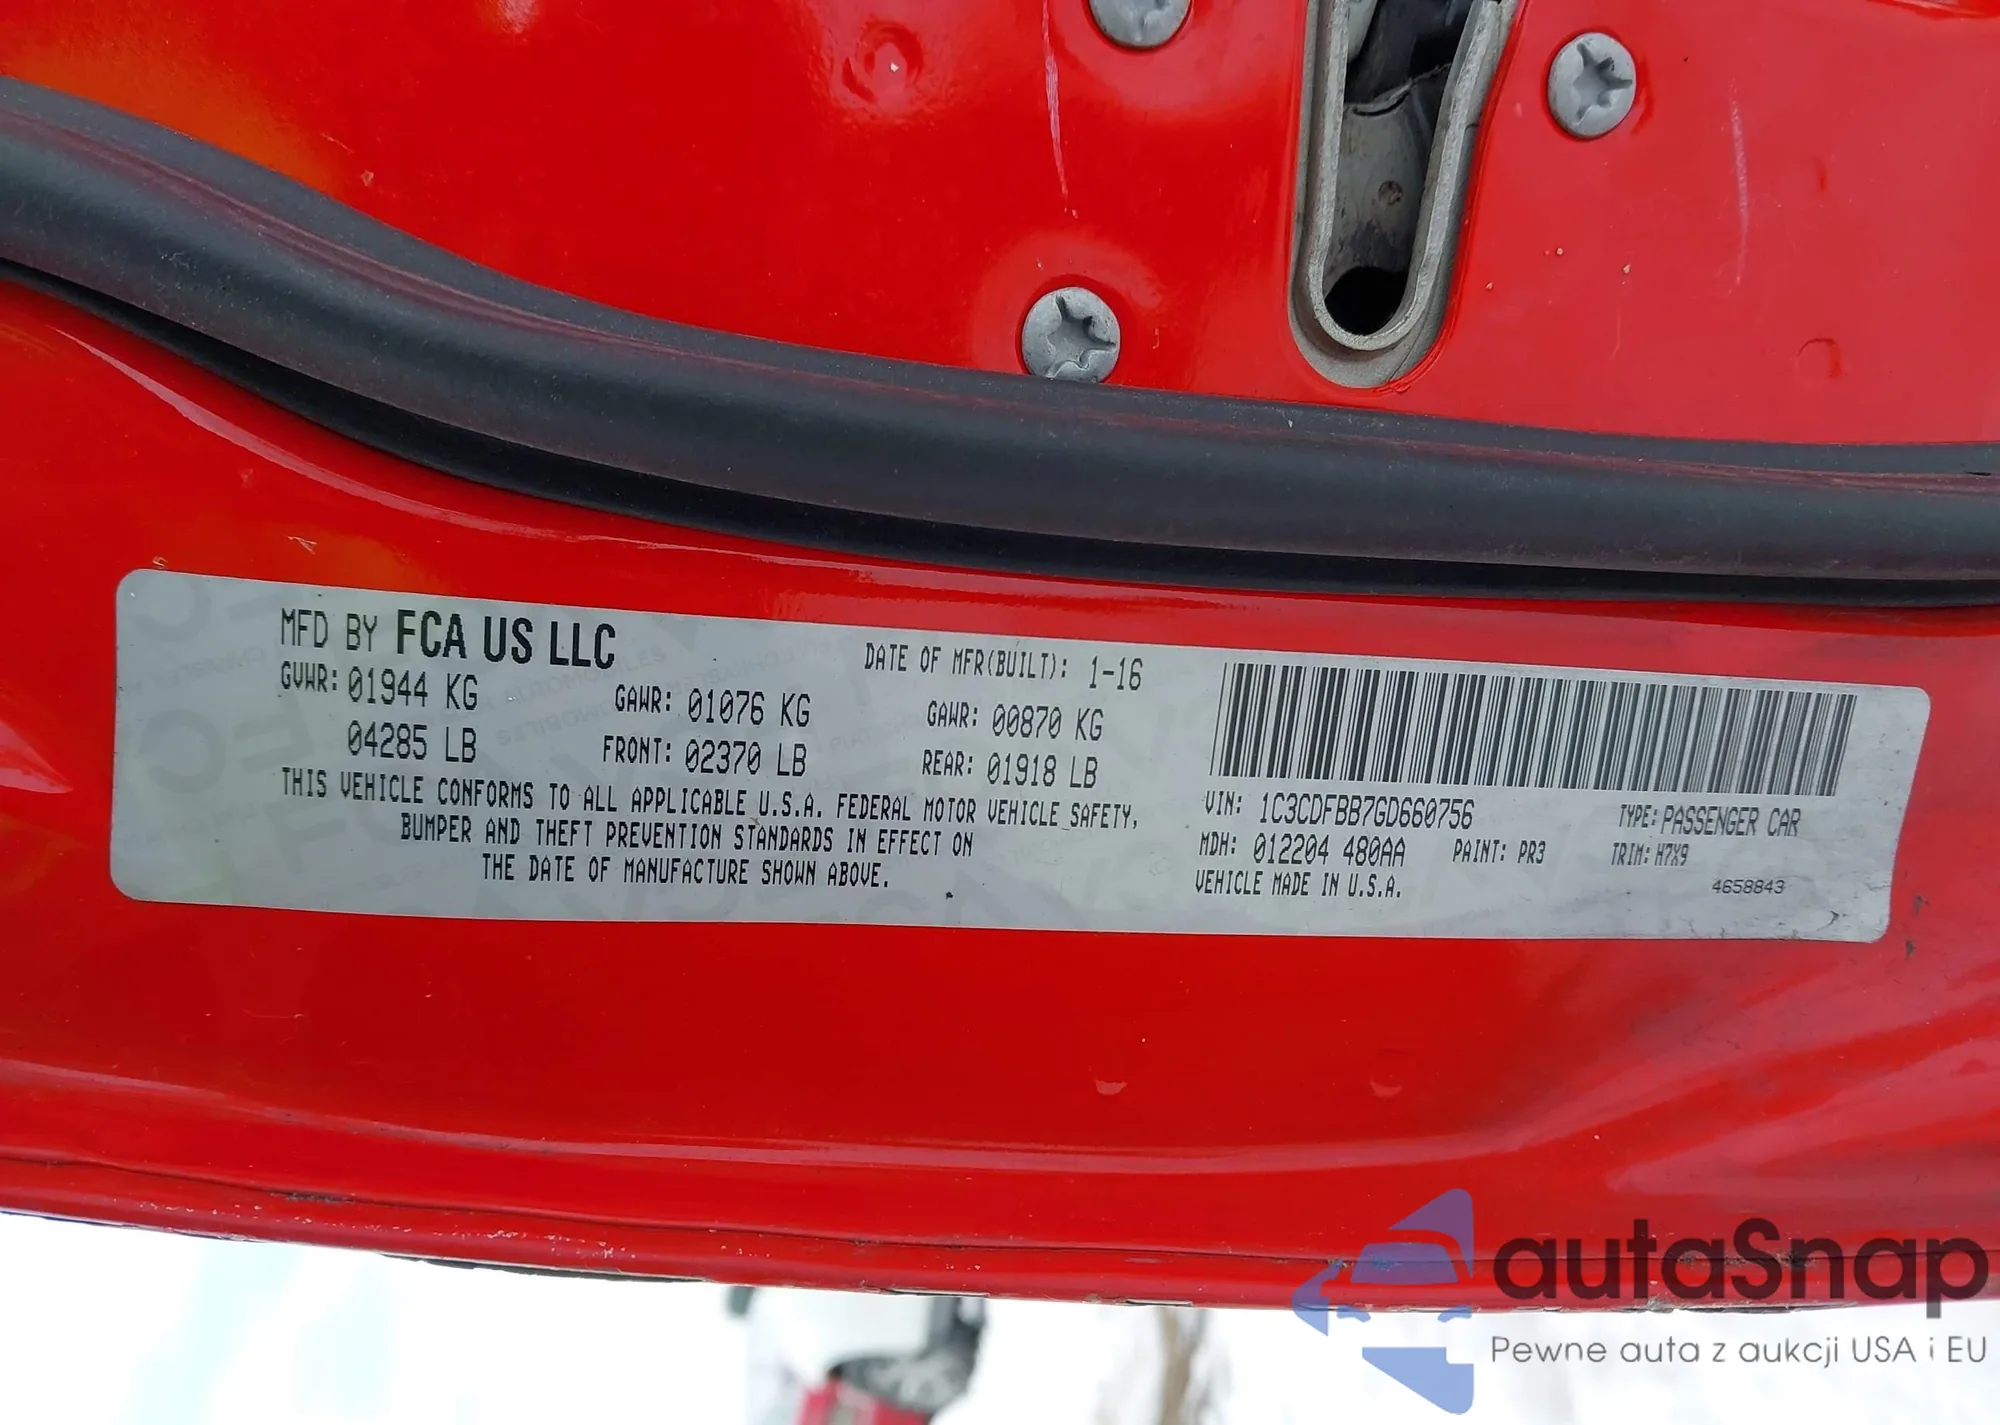 MFD BY FCA US LLC
DATE OF MFR(BUILT): 1-16
GVWR: 01944 KG GAWR: 01076 KG GAWR: 00870 KG
04285 LB FRONT: 02370 LB REAR: 01918 LB
THIS VEHICLE CONFORMS TO ALL APPLICABLE U.S.A. FEDERAL MOTOR VEHICLE SAFETY,
BUMPER AND THEFT PREVENTION STANDARDS IN EFFECT ON
THE DATE OF MANUFACTURE SHOWN ABOVE.
VIN: 1C3CDFBB7GD660756 TYPE: PASSENGER CAR
MDH: 012204 480AA PAINT: PR3 TRIM: H7X9
VEHICLE MADE IN U.S.A. 4658843
autaSnap
Pewne auta z aukcji USA i EU